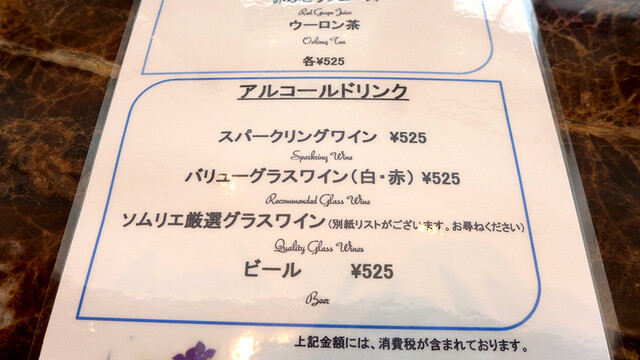 Red Grape Juice
ウーロン茶
Oolong Tea
各¥525
アルコールドリンク
スパークリングワイン ¥525
Sparkring Wine
バリューグラスワイン(白・赤) ¥525
Recommended Glass Wine
ソムリエ厳選グラスワイン(別紙リストがございます。お尋ねください)
Quality Glass Wines
ビール ¥525
Beer
上記金額には、消費税が含まれております。